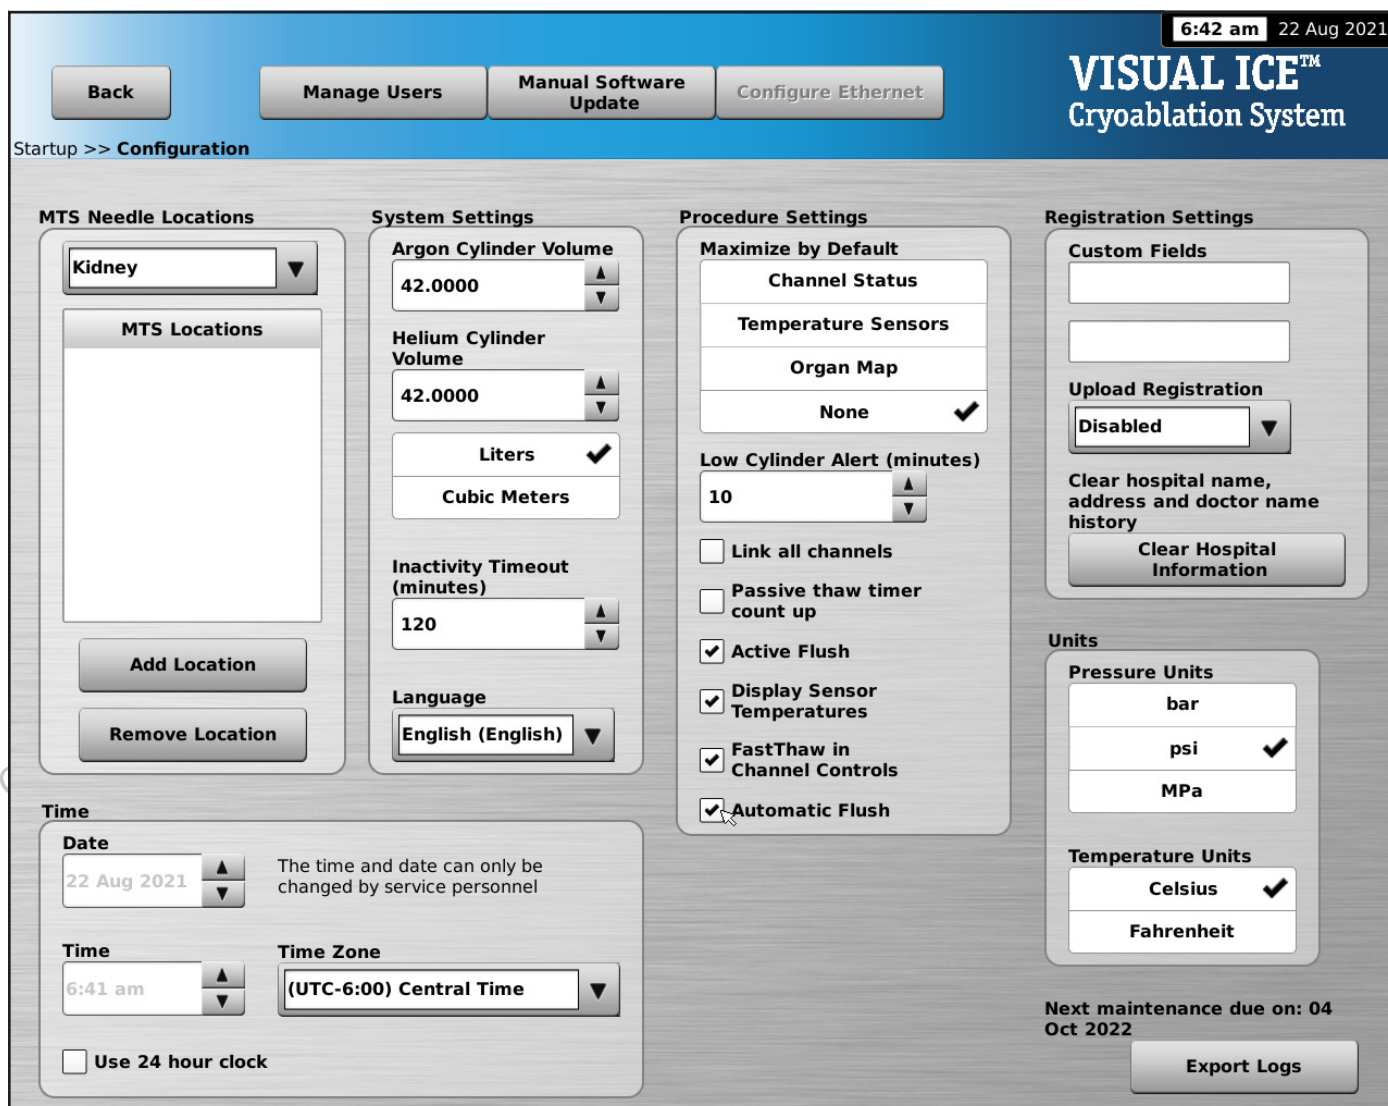 6:42 am 22 Aug 2021
Back
Manage Users
Manual Software
Update
Configure Ethernet
VISUAL ICE™
Cryoablation System
Startup >> Configuration
MTS Needle Locations
Kidney
MTS Locations
Add Location
Remove Location
System Settings
Argon Cylinder Volume
42.0000
Helium Cylinder
Volume
42.0000
Liters
Cubic Meters
Inactivity Timeout
(minutes)
120
Language
English (English)
Procedure Settings
Maximize by Default
Channel Status
Temperature Sensors
Organ Map
None
Low Cylinder Alert (minutes)
10
Link all channels
Passive thaw timer
count up
Active Flush
Display Sensor
Temperatures
FastThaw in
Channel Controls
Automatic Flush
Registration Settings
Custom Fields
Upload Registration
Disabled
Clear hospital name,
address and doctor name
history
Clear Hospital
Information
Units
Pressure Units
bar
psi
MPa
Temperature Units
Celsius
Fahrenheit
Time
Date
22 Aug 2021
The time and date can only be
changed by service personnel
Time
6:41 am
Time Zone
(UTC-6:00) Central Time
Use 24 hour clock
Next maintenance due on: 04
Oct 2022
Export Logs